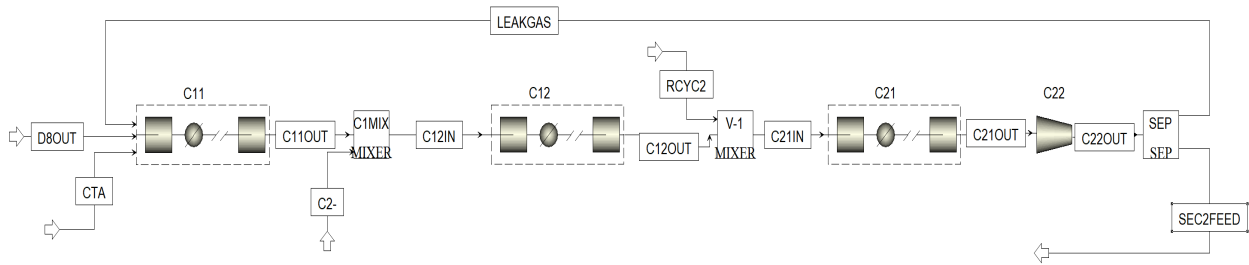 LEAKGAS
C11
C12
C21
C22
D8OUT
CTA
C11OUT
C1MIX
MIXER
C2-
C12IN
C12OUT
RCYC2
V-1
MIXER
C21IN
C21OUT
C22OUT
SEP
SEP
SEC2FEED